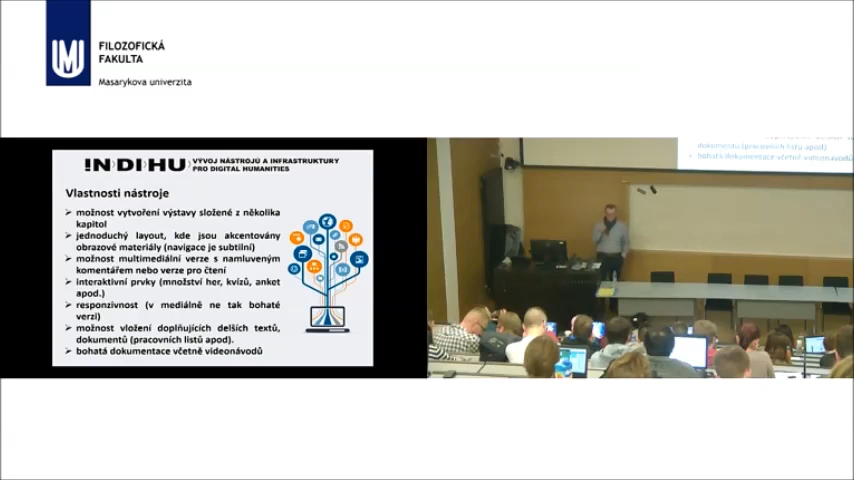 FILOZOFICKÁ
FAKULTA
Masarykova univerzita
!N›DI›HU›
VÝVOJ NÁSTROJŮ A INFRASTRUKTURY
PRO DIGITAL HUMANITIES
Vlastnosti nástroje
možnost vytvoření výstavy složené z několika
kapitol
jednoduchý layout, kde jsou akcentovány
obrazové materiály (navigace je subtilní)
možnost multimediální verze s namluveným
komentářem nebo verze pro čtení
interaktivní prvky (množství her, kvízů, anket
apod.)
responzivnost (v mediálně ne tak bohaté
verzi)
možnost vložení doplňujících delších textů,
dokumentů (pracovních listů apod).
bohatá dokumentace včetně videonávodů
dokumentů (pracovních listů apod).
bohatá dokumentace včetně videonávodů